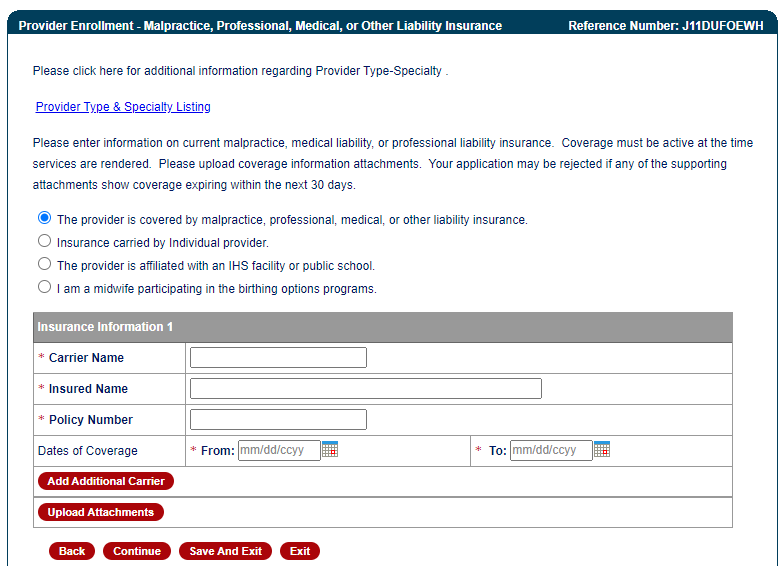 Provider Enrollment - Malpractice, Professional, Medical, or Other Liability Insurance Reference Number: J11DUFOEWH
Please click here for additional information regarding Provider Type-Specialty .
Provider Type & Specialty Listing
Please enter information on current malpractice, medical liability, or professional liability insurance. Coverage must be active at the time
services are rendered. Please upload coverage information attachments. Your application may be rejected if any of the supporting
attachments show coverage expiring within the next 30 days.
The provider is covered by malpractice, professional, medical, or other liability insurance.
Insurance carried by Individual provider.
The provider is affiliated with an IHS facility or public school.
I am a midwife participating in the birthing options programs.
Insurance Information 1
* Carrier Name
* Insured Name
* Policy Number
Dates of Coverage * From: mm/dd/ccyy * To: mm/dd/ccyy
Add Additional Carrier
Upload Attachments
Back Continue Save And Exit Exit